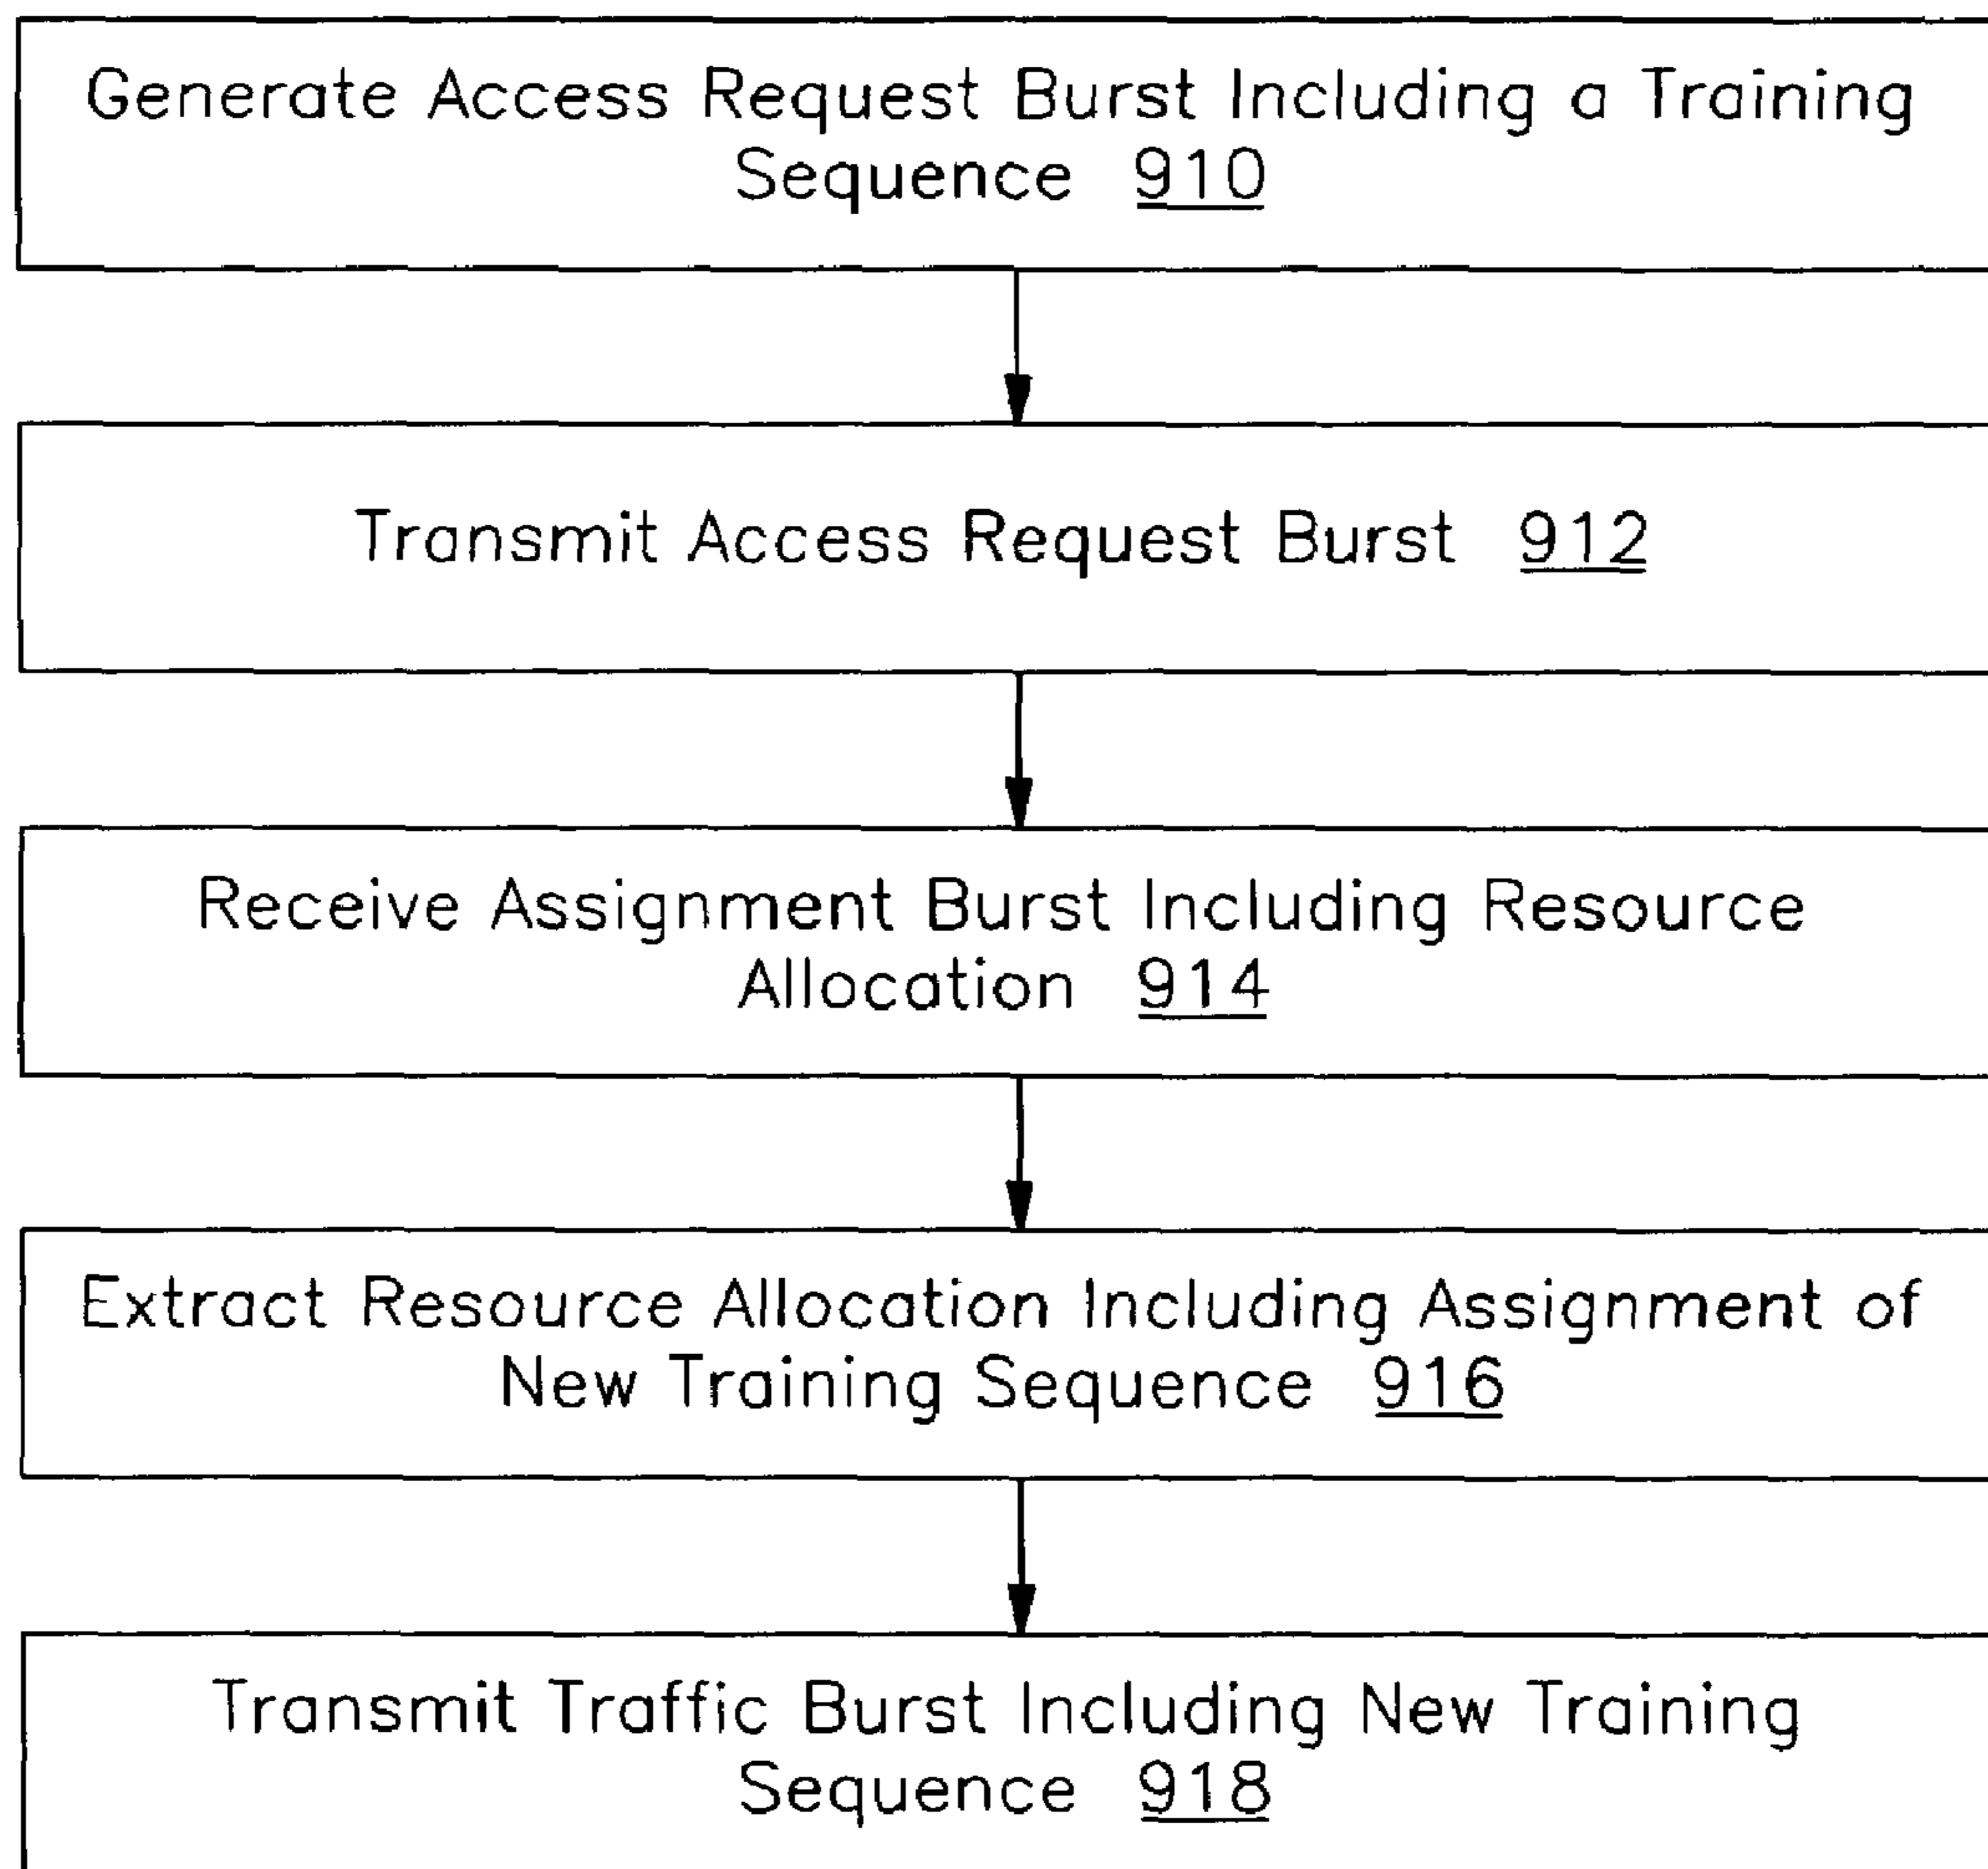 Generate Access Request Burst Including a Training
Sequence 910
Transmit Access Request Burst 912
Receive Assignment Burst Including Resource
Allocation 914
Extract Resource Allocation Including Assignment of
New Training Sequence 916
Transmit Traffic Burst Including New Training
Sequence 918